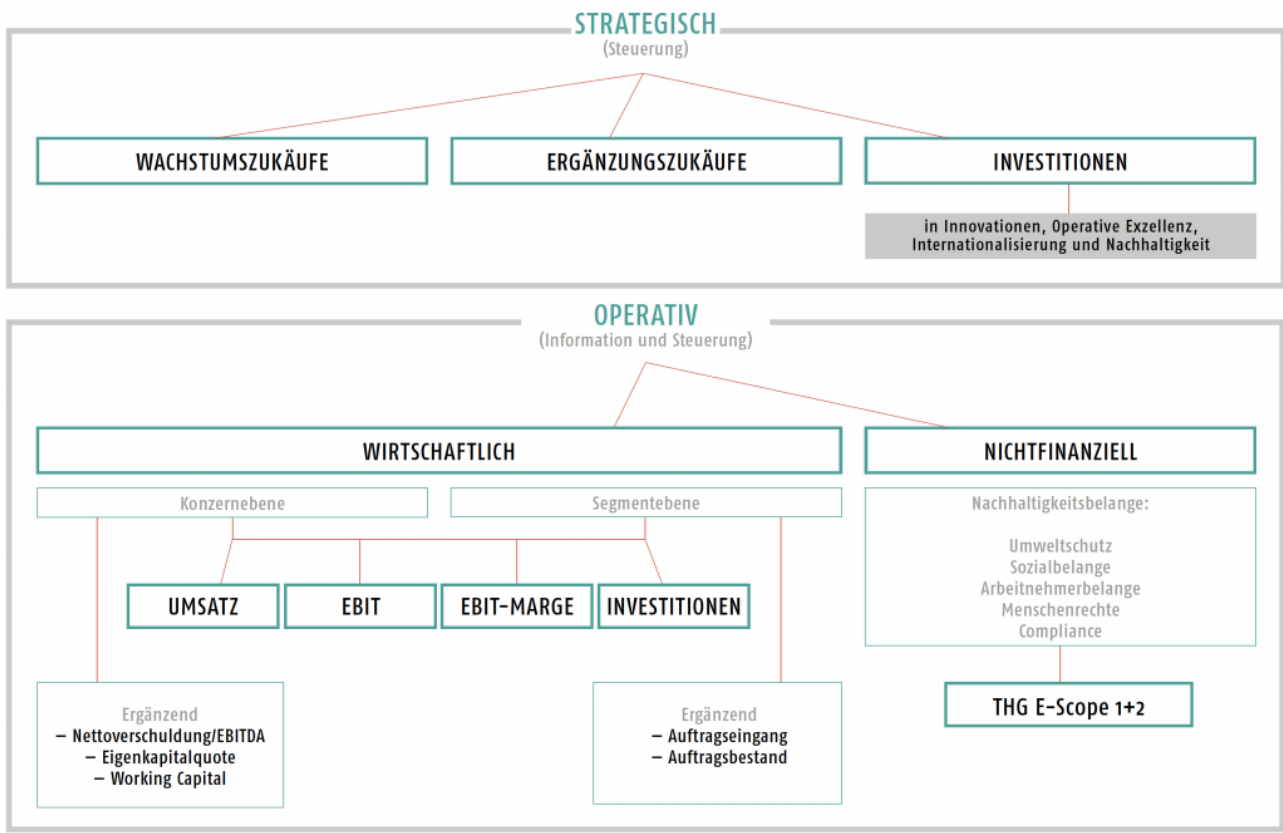 STRATEGISCH
(Steuerung)
WACHSTUMSZUKÄUFE
ERGÄNZUNGSZUKÄUFE
INVESTITIONEN
in Innovationen, Operative Exzellenz,
Internationalisierung und Nachhaltigkeit
OPERATIV
(Information und Steuerung)
WIRTSCHAFTLICH
NICHTFINANZIELL
Konzernebene
Segmentebene
Nachhaltigkeitsbelange:
Umweltschutz
Sozialbelange
Arbeitnehmerbelange
Menschenrechte
Compliance
UMSATZ
EBIT
EBIT-MARGE
INVESTITIONEN
Ergänzend
– Nettoverschuldung/EBITDA
– Eigenkapitalquote
– Working Capital
Ergänzend
– Auftragseingang
– Auftragsbestand
THG E-Scope 1+2